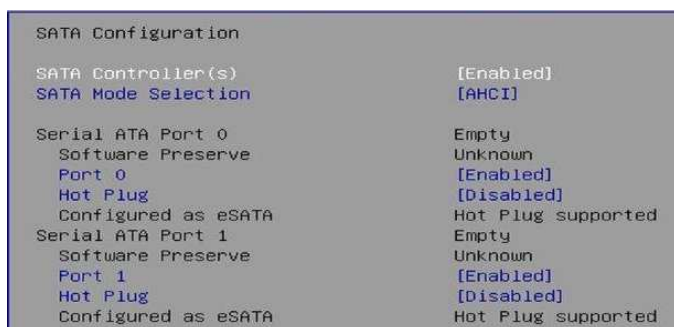 SATA Configuration
SATA Controller(s) [Enabled]
SATA Mode Selection [AHCI]
Serial ATA Port 0 Empty
Software Preserve Unknown
Port 0 [Enabled]
Hot Plug [Disabled]
Configured as eSATA Hot Plug supported
Serial ATA Port 1 Empty
Software Preserve Unknown
Port 1 [Enabled]
Hot Plug [Disabled]
Configured as eSATA Hot Plug supported